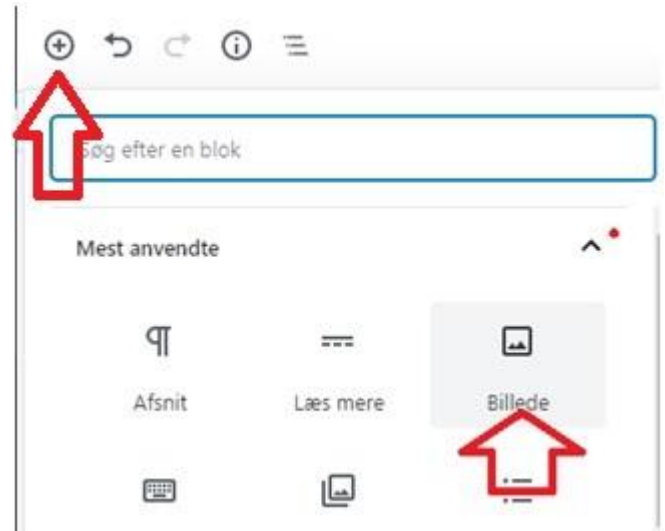 Søg efter en blok
Mest anvendte
Afsnit
Læs mere
Billede